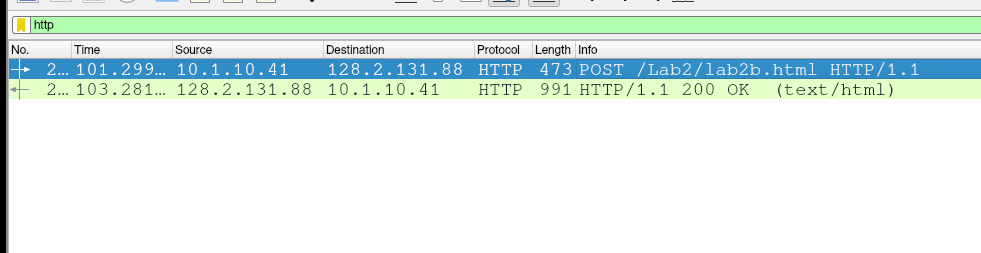 http
No. Time Source Destination Protocol Length Info
2… 101.299… 10.1.10.41 128.2.131.88 HTTP 473 POST /Lab2/lab2b.html HTTP/1.1
2… 103.281… 128.2.131.88 10.1.10.41 HTTP 991 HTTP/1.1 200 OK (text/html)